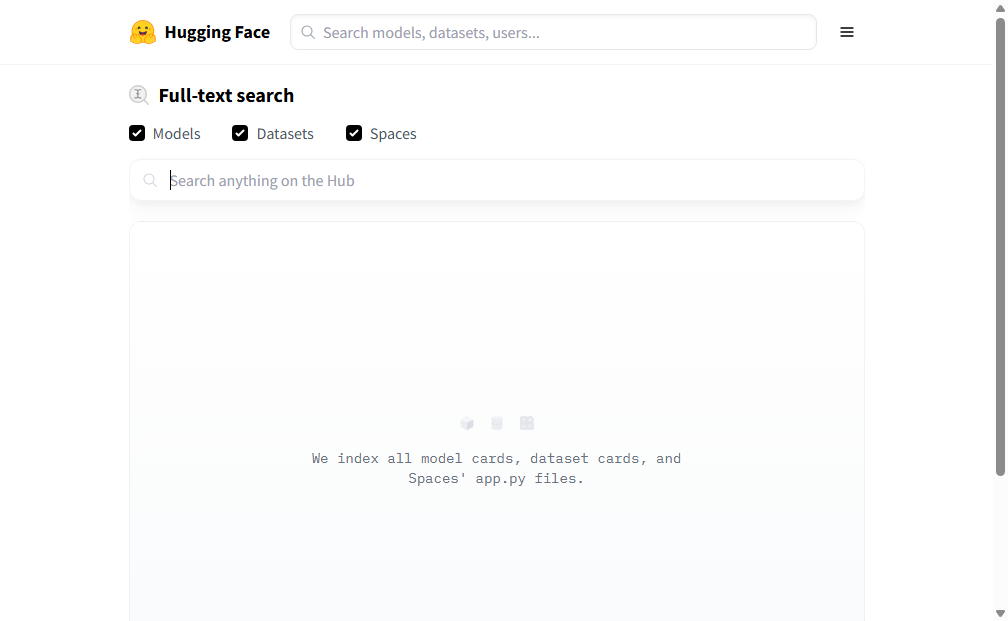 Hugging Face
Search models, datasets, users...
Full-text search
Models
Datasets
Spaces
Search anything on the Hub
We index all model cards, dataset cards, and
Spaces' app.py files.